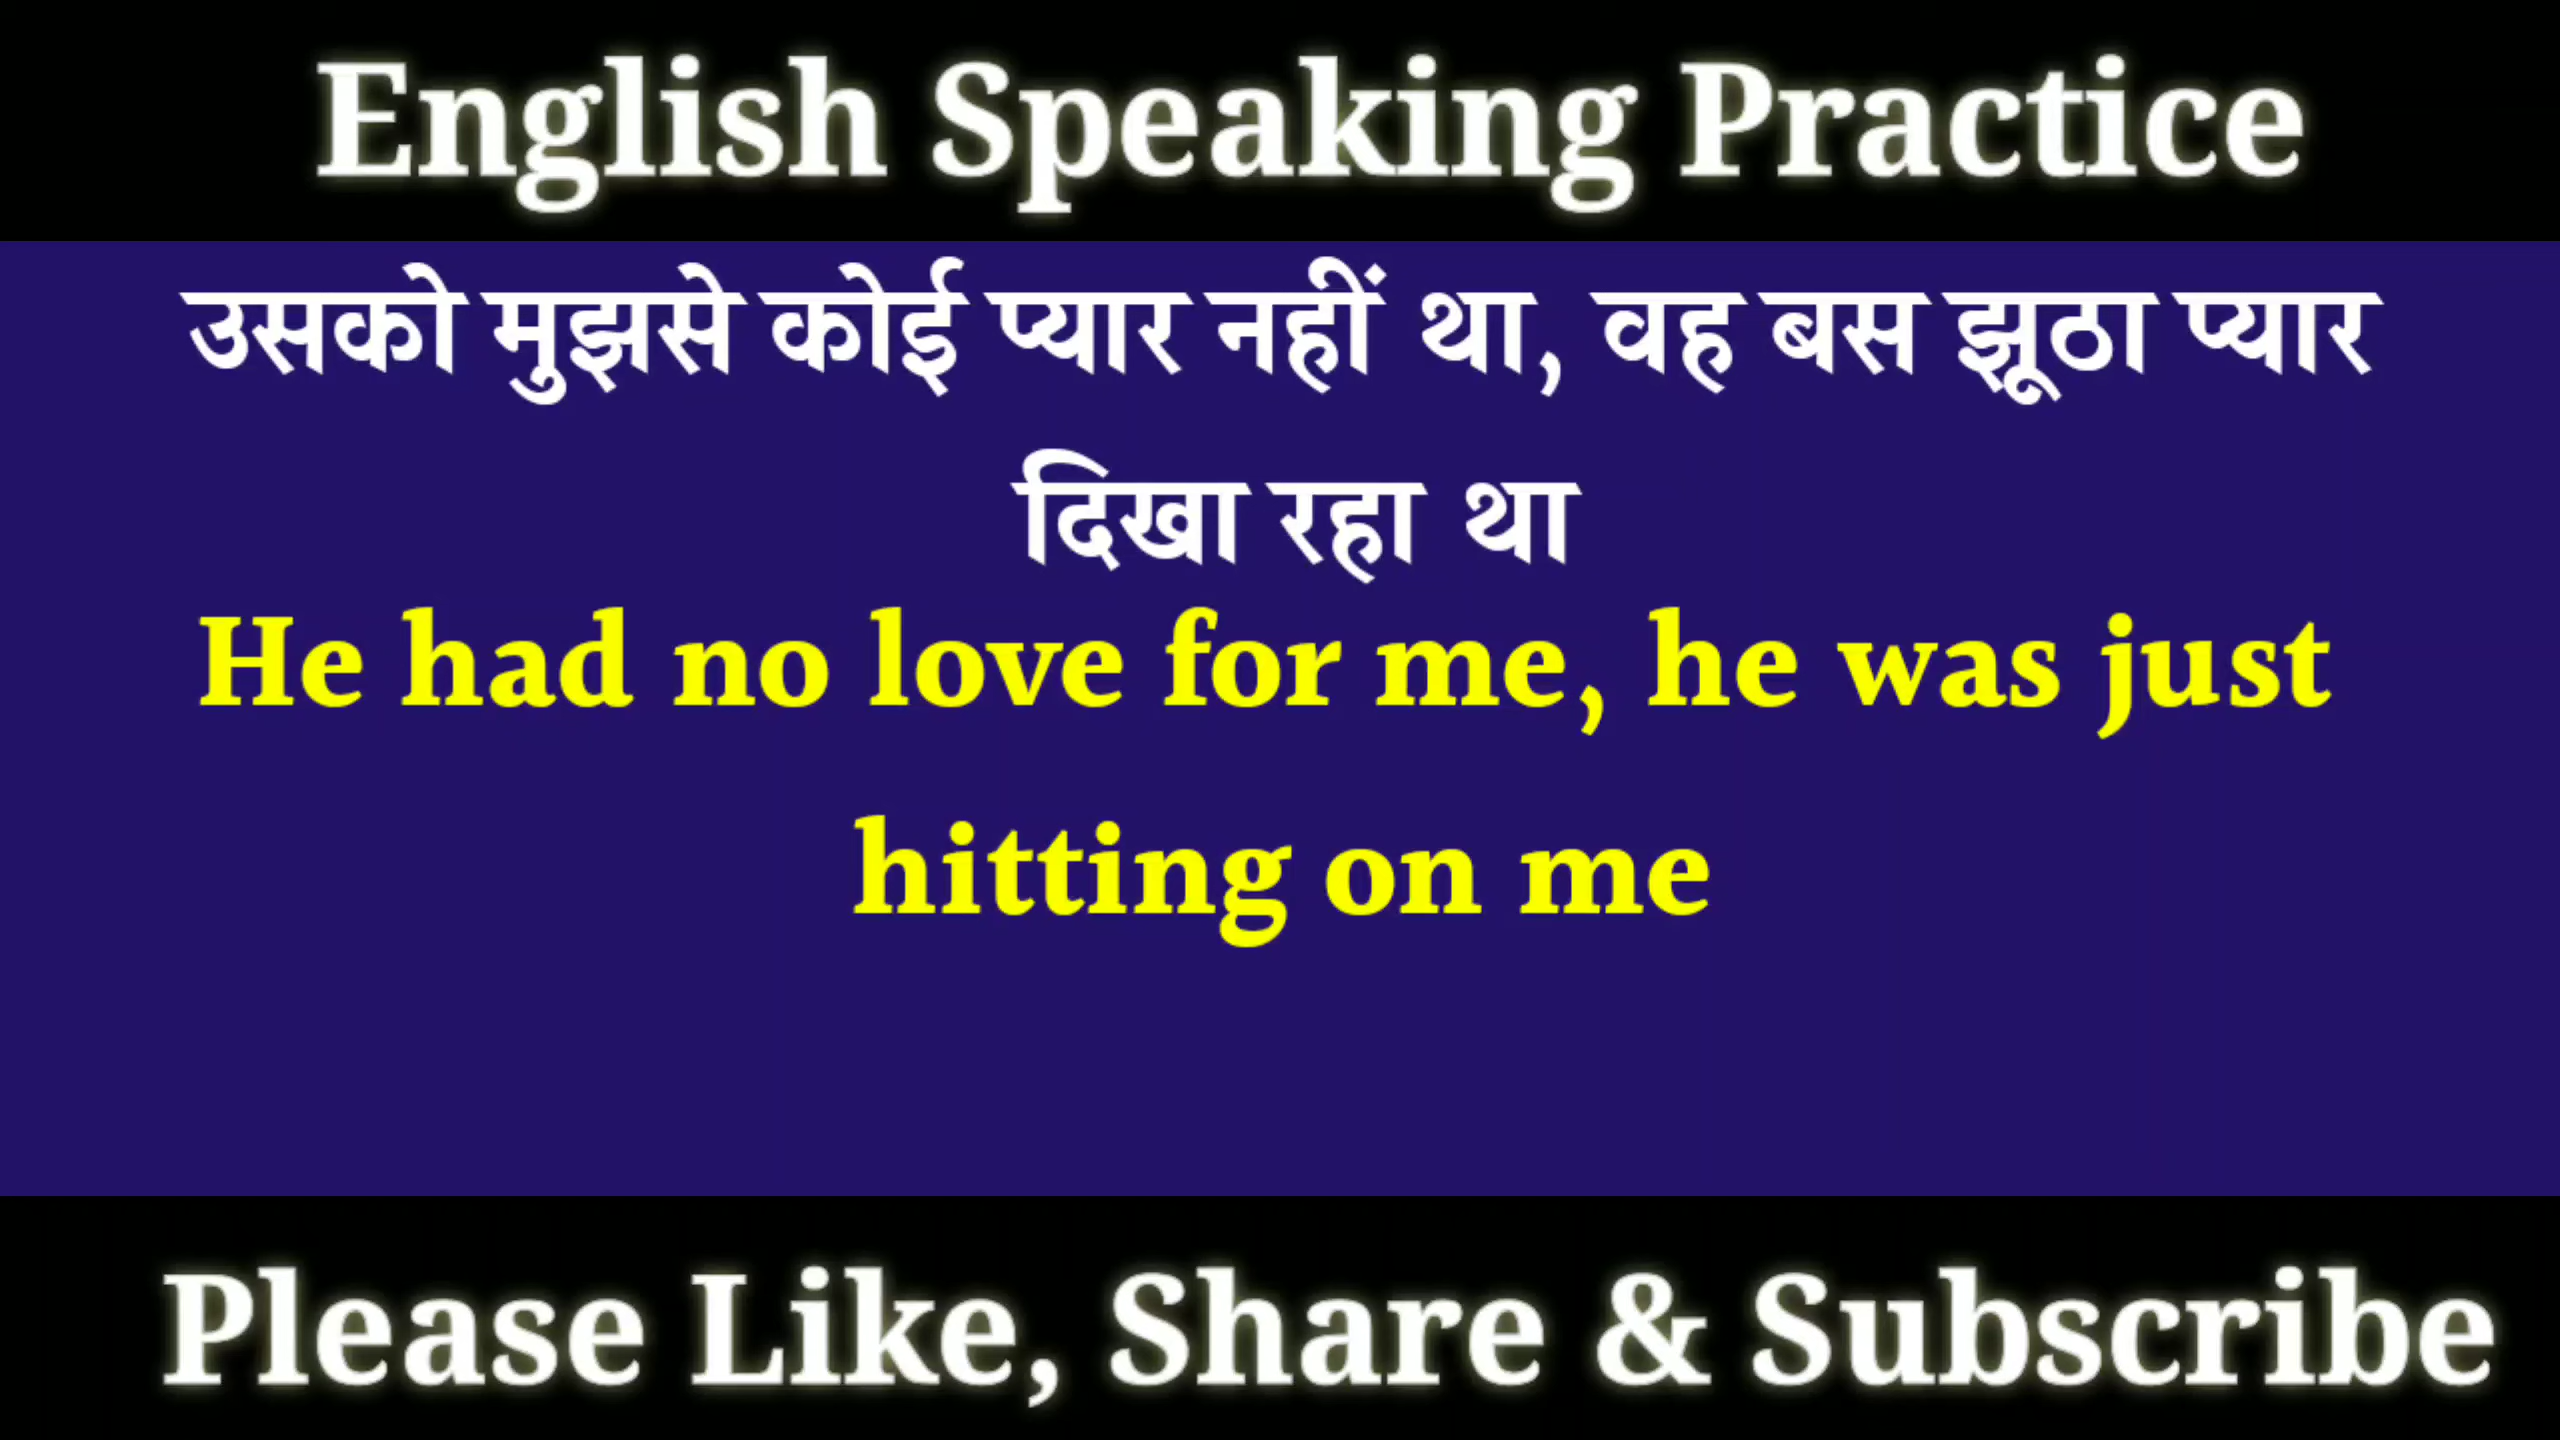 English Speaking Practice
उसको मुझसे कोई प्यार नहीं था, वह बस झूठा प्यार
दिखा रहा था
He had no love for me, he was just
hitting on me
Please Like, Share & Subscribe